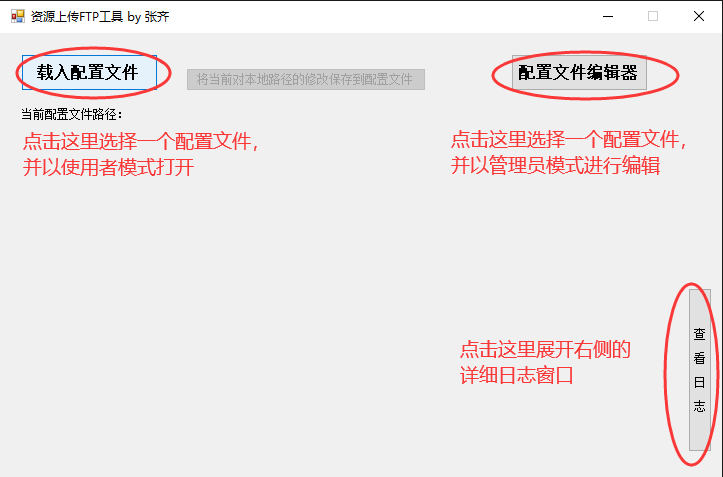 资源上传FTP工具 by 张齐
载入配置文件
将当前对本地路径的修改保存到配置文件
配置文件编辑器
当前配置文件路径：
点击这里选择一个配置文件，
并以使用者模式打开
点击这里选择一个配置文件，
并以管理员模式进行编辑
点击这里展开右侧的
详细日志窗口
查
看
日
志